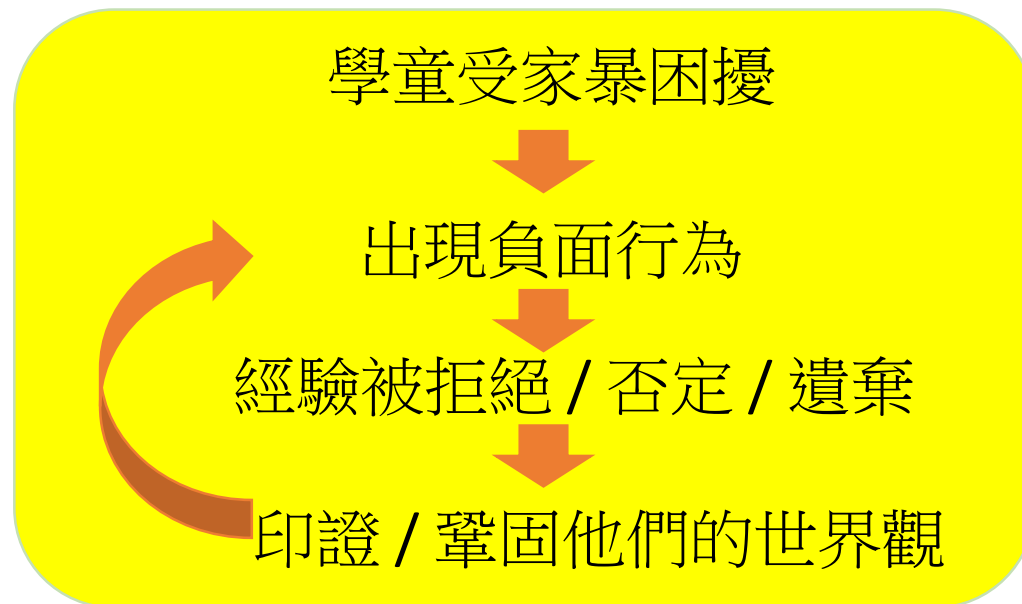 學童受家暴困擾
出現負面行為
經驗被拒絕 / 否定 / 遺棄
印證 / 鞏固他們的世界觀